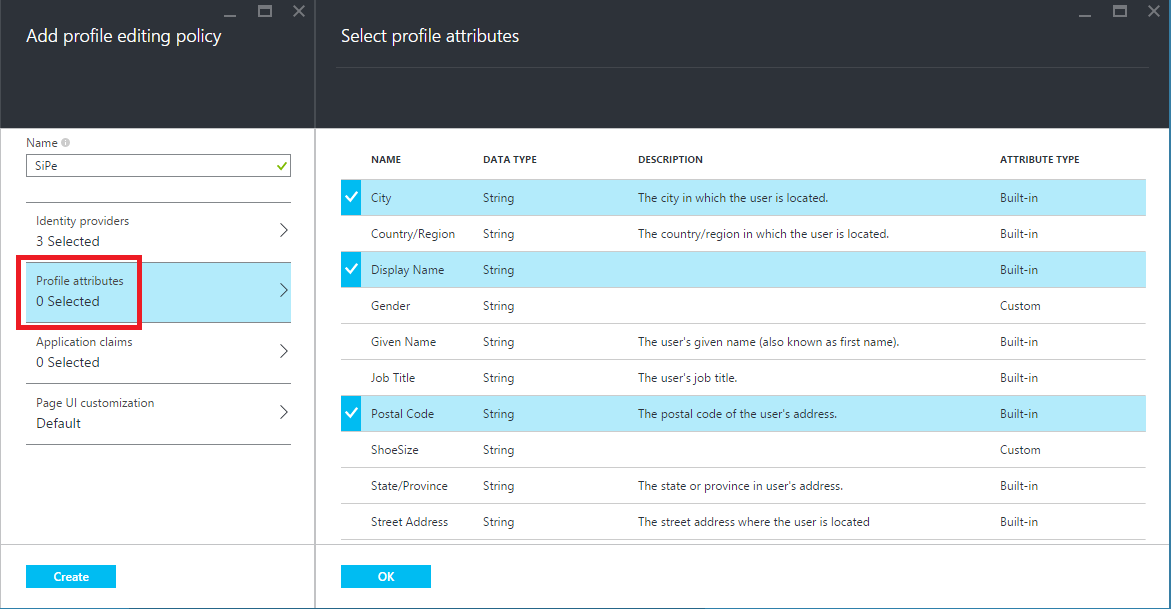 Add profile editing policy
Name
SiPe
Identity providers
3 Selected
Profile attributes
0 Selected
Application claims
0 Selected
Page UI customization
Default
Create
Select profile attributes
NAME DATA TYPE DESCRIPTION ATTRIBUTE TYPE
City String The city in which the user is located. Built-in
Country/Region String The country/region in which the user is located. Built-in
Display Name String Built-in
Gender String Custom
Given Name String The user's given name (also known as first name). Built-in
Job Title String The user's job title. Built-in
Postal Code String The postal code of the user's address. Built-in
ShoeSize String Custom
State/Province String The state or province in user's address. Built-in
Street Address String The street address where the user is located Built-in
OK